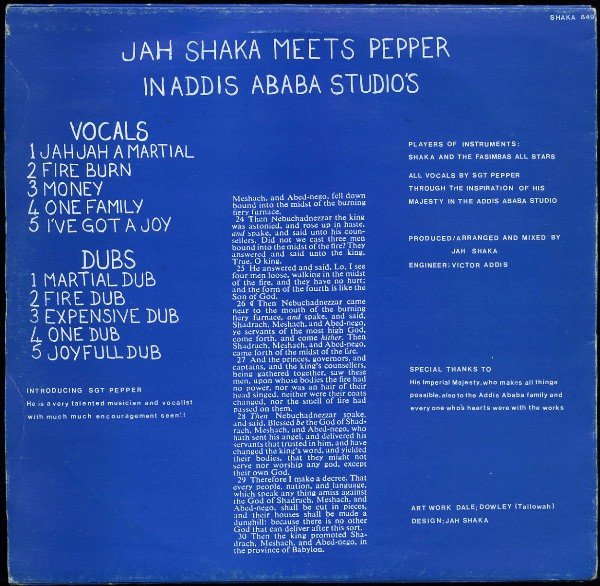 SHAKA 849
JAH SHAKA MEETS PEPPER
IN ADDIS ABABA STUDIO'S
VOCALS
1 JAH JAH A MARTIAL
2 FIRE BURN
3 MONEY
4 ONE FAMILY
5 I'VE GOT A JOY
DUBS
1 MARTIAL DUB
2 FIRE DUB
3 EXPENSIVE DUB
4 ONE DUB
5 JOYFULL DUB
INTRODUCING SGT PEPPER
He is a very talented musician and vocalist
with much much encouragement seen!!
Meshach, and Abed-nego, fell down
bound into the midst of the burning
fiery furnace.
24 Then Nebuchadnezzar the king
was astonied, and rose up in haste,
and spake, and said unto his coun-
sellers, Did not we cast three men
bound into the midst of the fire? They
answered and said unto the king,
True, O king.
25 He answered and said, Lo, I see
four men loose, walking in the midst
of the fire, and they have no hurt;
and the form of the fourth is like the
Son of God.
26 ¶ Then Nebuchadnezzar came
near to the mouth of the burning
fiery furnace, and spake, and said,
Shadrach, Meshach, and Abed-nego,
ye servants of the most high God,
come forth, and come hither. Then
Shadrach, Meshach, and Abed-nego,
came forth of the midst of the fire.
27 And the princes, governors, and
captains, and the king's counsellers,
being gathered together, saw these
men, upon whose bodies the fire had
no power, nor was an hair of their
head singed, neither were their coats
changed, nor the smell of fire had
passed on them.
28 Then Nebuchadnezzar spake,
and said, Blessed be the God of Shad-
rach, Meshach, and Abed-nego, who
hath sent his angel, and delivered his
servants that trusted in him, and have
changed the king's word, and yielded
their bodies, that they might not
serve nor worship any god, except
their own God.
29 Therefore I make a decree, That
every people, nation, and language,
which speak any thing amiss against
the God of Shadrach, Meshach, and
Abed-nego, shall be cut in pieces,
and their houses shall be made a
dunghill: because there is no other
God that can deliver after this sort.
30 Then the king promoted Sha-
drach, Meshach, and Abed-nego, in
the province of Babylon.
PLAYERS OF INSTRUMENTS:
SHAKA AND THE FASIMBAS ALL STARS
ALL VOCALS BY SGT PEPPER
THROUGH THE INSPIRATION OF HIS
MAJESTY IN THE ADDIS ABABA STUDIO
PRODUCED/ARRANGED AND MIXED BY
JAH SHAKA
ENGINEER: VICTOR ADDIS
SPECIAL THANKS TO
His Imperial Majesty, who makes all things
possible, also to the Addis Ababa family and
every one who's hearts were with the works
ART WORK DALE; DOWLEY (Tallowah)
DESIGN; JAH SHAKA